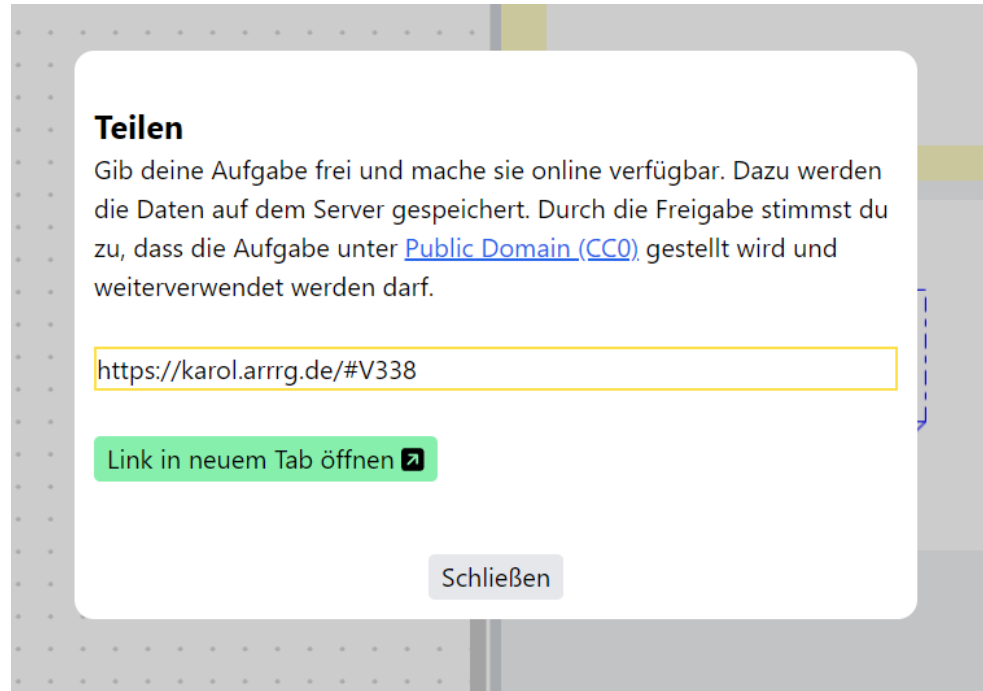 Teilen
Gib deine Aufgabe frei und mache sie online verfügbar. Dazu werden
die Daten auf dem Server gespeichert. Durch die Freigabe stimmst du
zu, dass die Aufgabe unter Public Domain (CC0) gestellt wird und
weiterverwendet werden darf.
https://karol.arrrg.de/#V338
Link in neuem Tab öffnen
Schließen